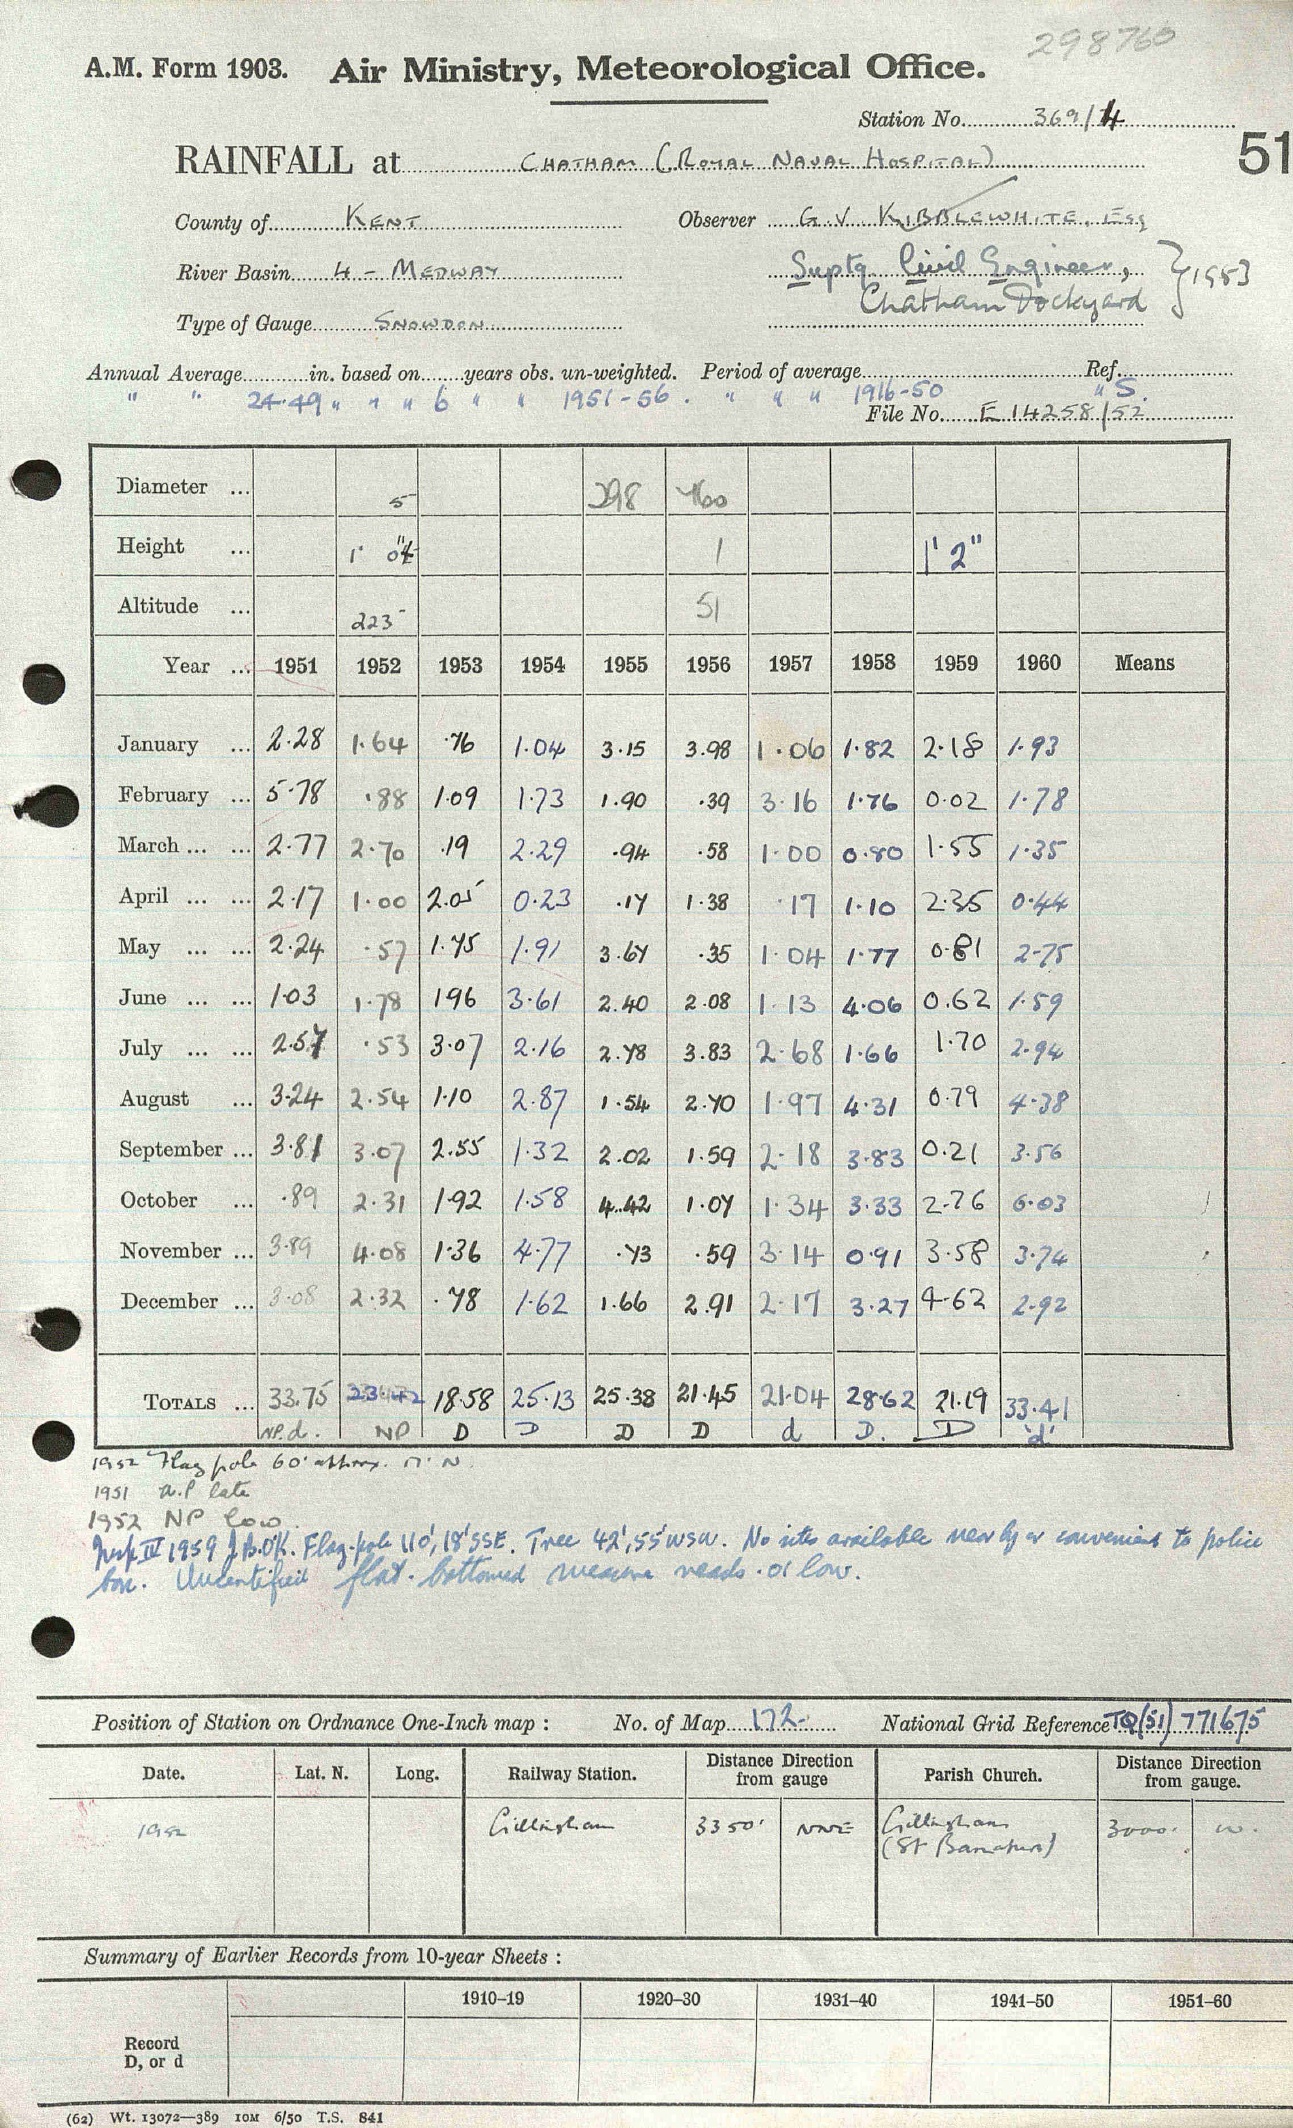 298760
A.M. Form 1903. Air Ministry, Meteorological Office.
Station No. 369/4
51
RAINFALL at CHATHAM (ROYAL NAVAL HOSPITAL)
County of KENT Observer G.V. KIBBLEWHITE, Esq
River Basin 4 - MEDWAY Suptg Civil Engineer, } 1953
Chatham Dockyard
Type of Gauge SNOWDON
Annual Average in. based on years obs. un-weighted. Period of average Ref.
" " 24.49 " " " 6 " " 1951-56. " " " 1916-50 " S.
File No. E 14258/52
Diameter ... 5 298 760
Height ... 1' 0" 1 1' 2"
Altitude ... 225 51
Year ... 1951 1952 1953 1954 1955 1956 1957 1958 1959 1960 Means
January ... 2.28 1.64 .76 1.04 3.15 3.98 1.06 1.82 2.18 1.93
February ... 5.78 .88 1.09 1.73 1.90 .39 3.16 1.76 0.02 1.78
March ... ... 2.77 2.70 .19 2.29 .94 .58 1.00 0.80 1.55 1.35
April ... ... 2.17 1.00 2.05 0.23 .17 1.38 .17 1.10 2.35 0.44
May ... ... 2.24 .57 1.75 1.91 3.67 .35 1.04 1.77 0.81 2.75
June ... ... 1.03 1.78 1.96 3.61 2.40 2.08 1.13 4.06 0.62 1.59
July ... ... 2.57 .53 3.07 2.16 2.78 3.83 2.68 1.66 1.70 2.94
August ... 3.24 2.54 1.10 2.87 1.54 2.70 1.97 4.31 0.79 4.38
September ... 3.81 3.07 2.55 1.32 2.02 1.59 2.18 3.83 0.21 3.56
October ... .89 2.31 1.92 1.58 4.42 1.07 1.34 3.33 2.76 6.03
November ... 3.89 4.08 1.36 4.77 .73 .59 3.14 0.91 3.58 3.74
December ... 3.08 2.32 .78 1.62 1.66 2.91 2.17 3.27 4.62 2.92
TOTALS ... 33.75 23.42 18.58 25.13 25.38 21.45 21.04 28.62 21.19 33.41
NP. d. NP D D D D d D. D 'd'
1952 Flag pole 60' approx. N.
1951 a.p late
1952 NP low.
Insp. IV 1959 J.B.O'K. Flag-pole 110', 18' SSE. Tree 42', 55' WSW. No sites available nearby or convenient to police
box. Uncertified flat-bottomed measure reads .01 low.
Position of Station on Ordnance One-Inch map : No. of Map 172 National Grid Reference TQ(51) 771675
Date. Lat. N. Long. Railway Station. Distance Direction from gauge Parish Church. Distance Direction from gauge.
1952 Gillingham 3350' NNE Gillingham (St Barnabas) 3000' W.
Summary of Earlier Records from 10-year Sheets :
1910–19 1920–30 1931–40 1941–50 1951–60
Record
D, or d
(62) Wt. 13072—389 10M 6/50 T.S. 841